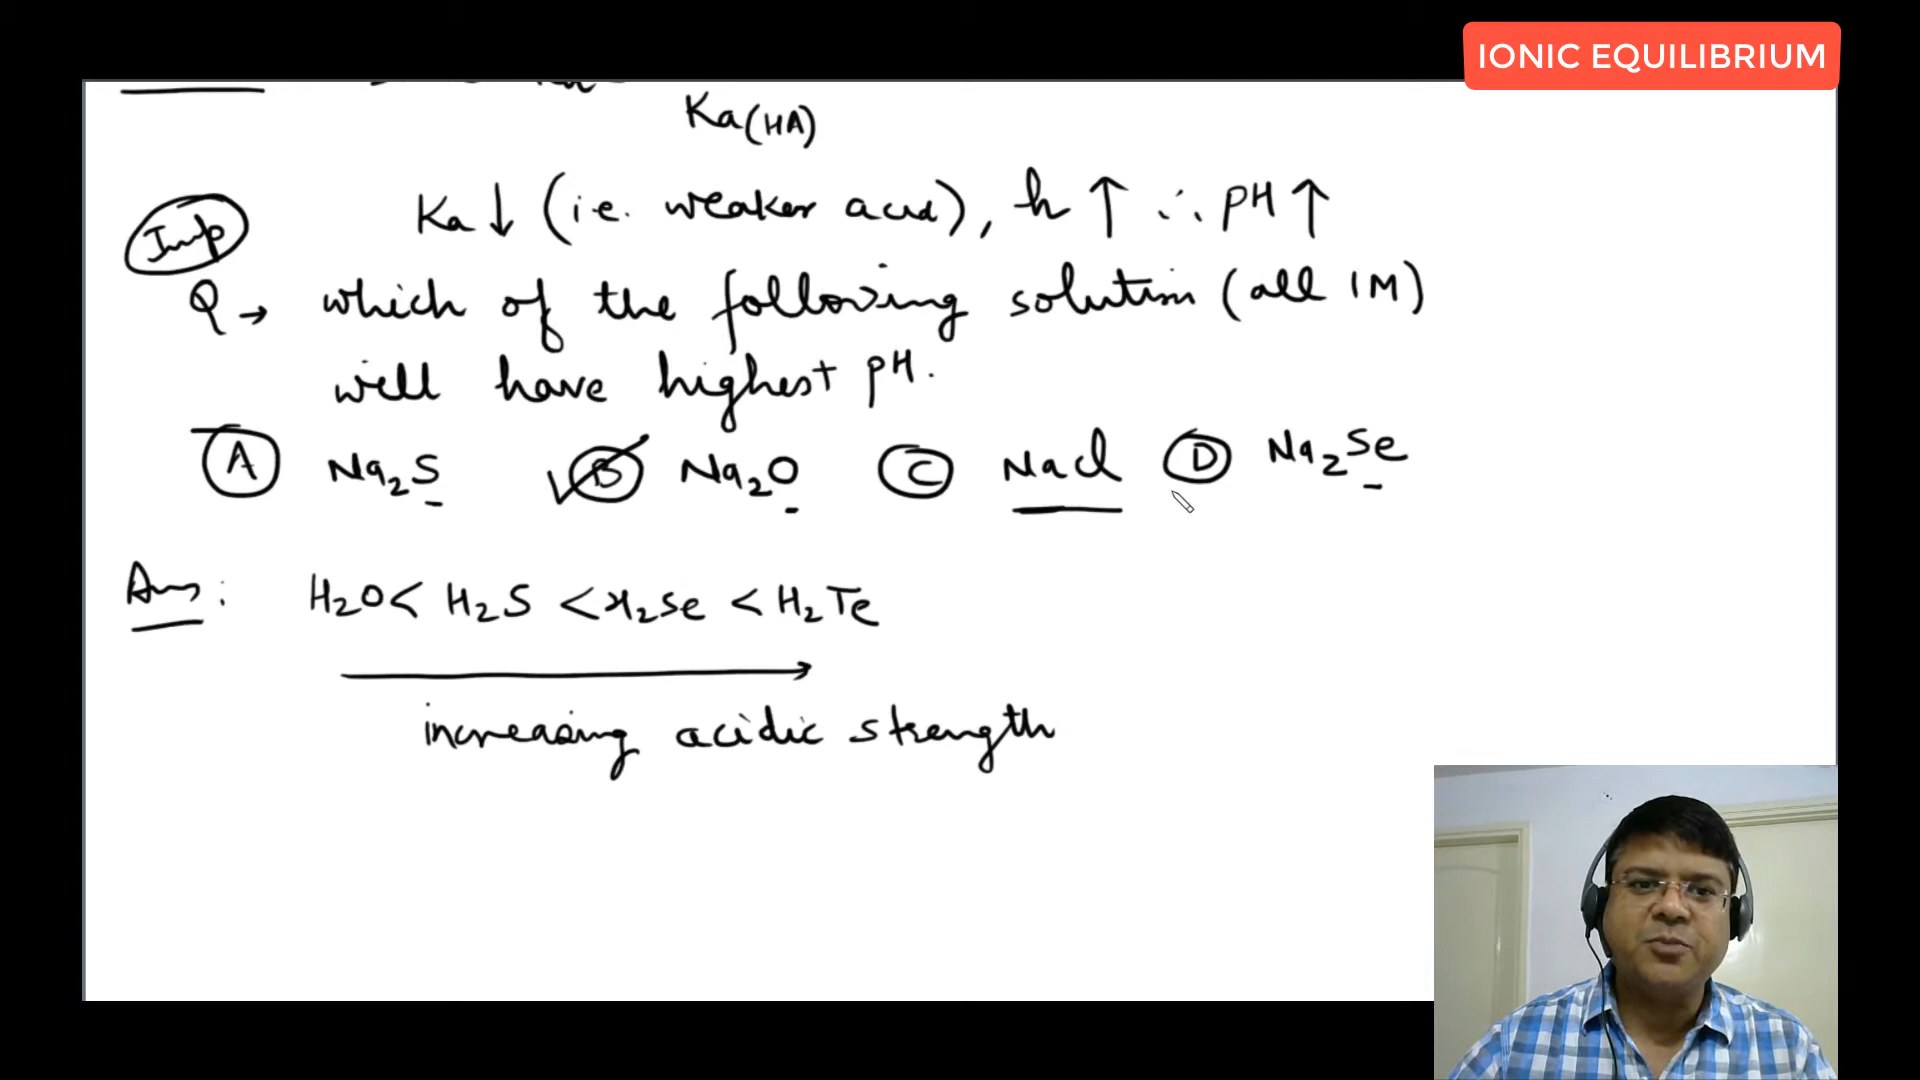 IONIC EQUILIBRIUM
Ka(HA)
Imp
Ka↓ (i.e. weaker acid), h↑ ∴ pH↑
Q → which of the following solution (all 1M)
will have highest pH.
A Na₂S B Na₂O C NaCl D Na₂Se
Ans: H₂O < H₂S < H₂Se < H₂Te
increasing acidic strength